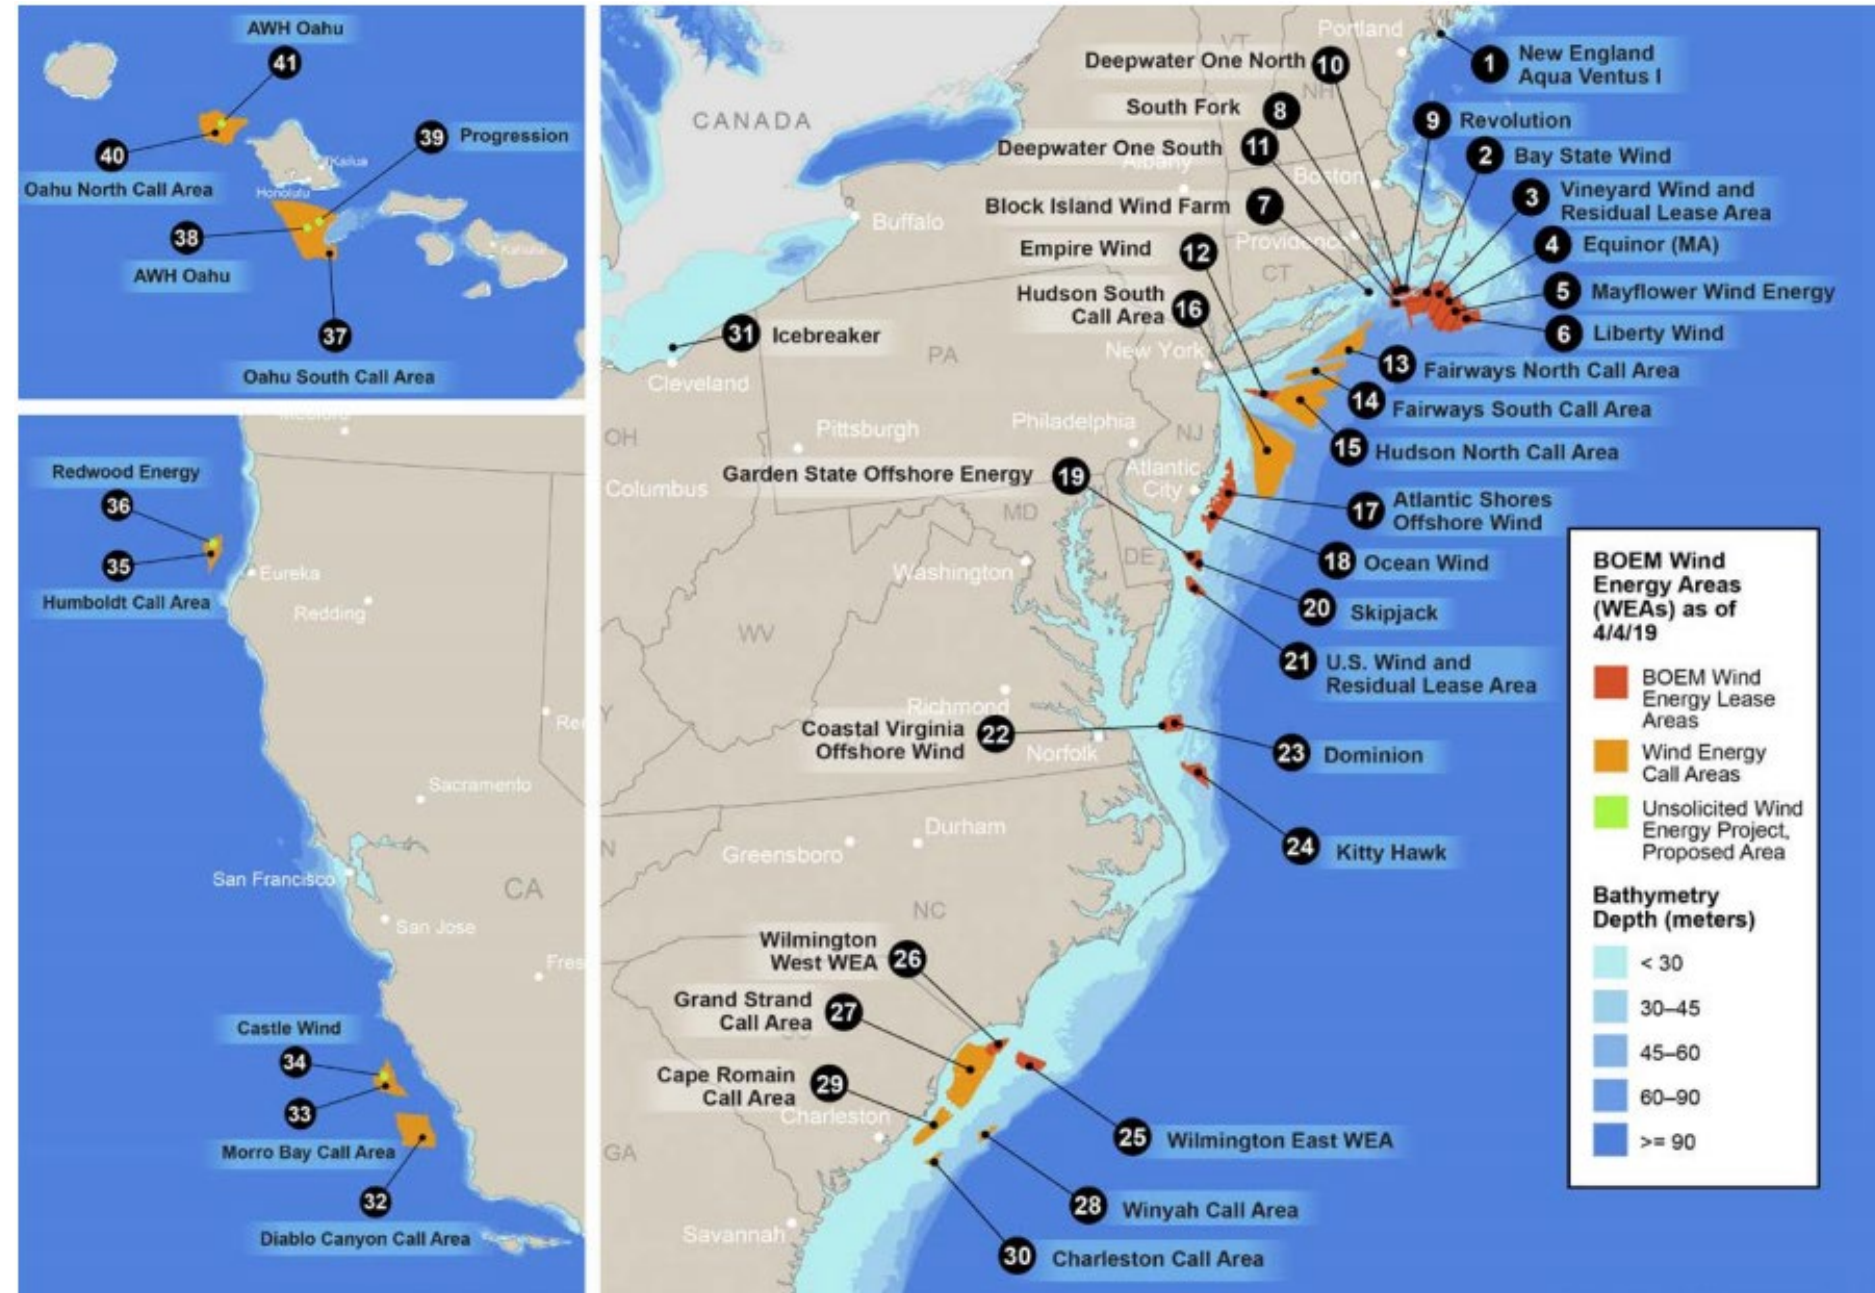 AWH Oahu
41
39 Progression
40
Oahu North Call Area
Kailua
Honolulu
38
AWH Oahu
Kahului
37
Oahu South Call Area
Redwood Energy
36
35
Humboldt Call Area
Eureka
Redding
Sacramento
San Francisco
CA
San Jose
Fres
Castle Wind
34
33
Morro Bay Call Area
32
Diablo Canyon Call Area
Portland
VT
NH
CANADA
Albany
Boston
Buffalo
Providence
CT
Cleveland
New York
PA
OH
Pittsburgh
Philadelphia
NJ
Columbus
Atlantic
City
MD
DE
Washington
WV
Richmond
Norfolk
Durham
Greensboro
NC
Charleston
GA
Savannah
1 New England
Aqua Ventus I
Deepwater One North 10
South Fork 8
9 Revolution
Deepwater One South 11
2 Bay State Wind
Block Island Wind Farm 7
3 Vineyard Wind and
Residual Lease Area
Empire Wind 12
4 Equinor (MA)
Hudson South
Call Area 16
5 Mayflower Wind Energy
6 Liberty Wind
31 Icebreaker
13 Fairways North Call Area
14 Fairways South Call Area
15 Hudson North Call Area
Garden State Offshore Energy 19
17 Atlantic Shores
Offshore Wind
18 Ocean Wind
20 Skipjack
21 U.S. Wind and
Residual Lease Area
Coastal Virginia
Offshore Wind 22
23 Dominion
24 Kitty Hawk
Wilmington
West WEA 26
Grand Strand
Call Area 27
Cape Romain
Call Area 29
25 Wilmington East WEA
28 Winyah Call Area
30 Charleston Call Area
BOEM Wind
Energy Areas
(WEAs) as of
4/4/19
BOEM Wind
Energy Lease
Areas
Wind Energy
Call Areas
Unsolicited Wind
Energy Project,
Proposed Area
Bathymetry
Depth (meters)
< 30
30–45
45–60
60–90
>= 90